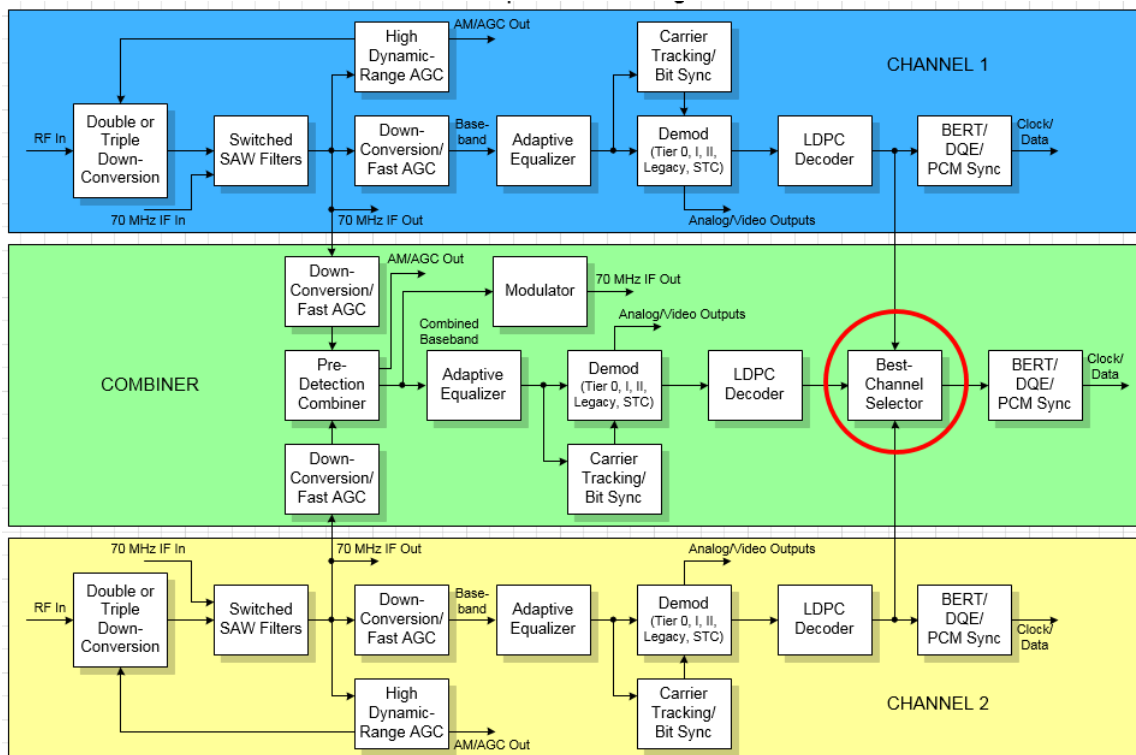 AM/AGC Out
High
Dynamic-
Range AGC
Carrier
Tracking/
Bit Sync
CHANNEL 1
RF In
Double or
Triple
Down-
Conversion
Switched
SAW Filters
Down-
Conversion/
Fast AGC
Base-
band
Adaptive
Equalizer
Demod
(Tier 0, I, II,
Legacy, STC)
LDPC
Decoder
BERT/
DQE/
PCM Sync
Clock/
Data
70 MHz IF In
70 MHz IF Out
Analog/Video Outputs
COMBINER
Down-
Conversion/
Fast AGC
AM/AGC Out
Modulator
70 MHz IF Out
Pre-
Detection
Combiner
Combined
Baseband
Adaptive
Equalizer
Analog/Video Outputs
Demod
(Tier 0, I, II,
Legacy, STC)
LDPC
Decoder
Best-
Channel
Selector
BERT/
DQE/
PCM Sync
Clock/
Data
Down-
Conversion/
Fast AGC
Carrier
Tracking/
Bit Sync
70 MHz IF In
70 MHz IF Out
Analog/Video Outputs
RF In
Double or
Triple
Down-
Conversion
Switched
SAW Filters
Down-
Conversion/
Fast AGC
Base-
band
Adaptive
Equalizer
Demod
(Tier 0, I, II,
Legacy, STC)
LDPC
Decoder
BERT/
DQE/
PCM Sync
Clock/
Data
High
Dynamic-
Range AGC
AM/AGC Out
Carrier
Tracking/
Bit Sync
CHANNEL 2